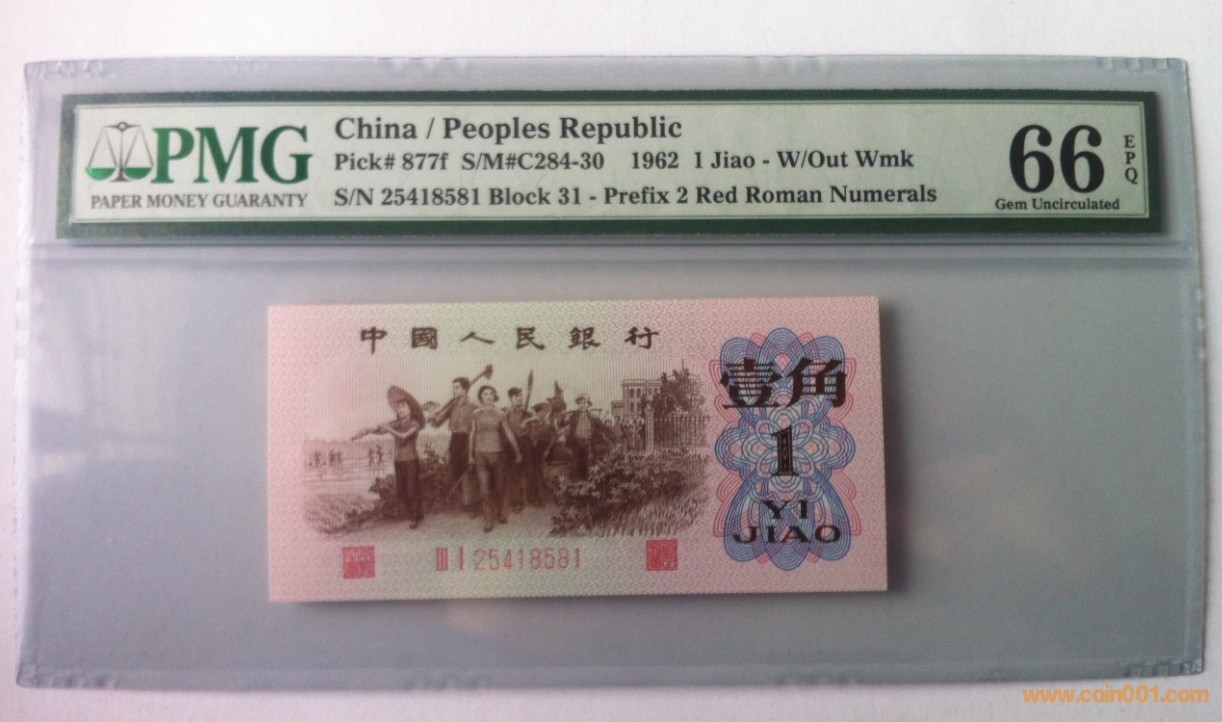 PMG
PAPER MONEY GUARANTY
China / Peoples Republic
Pick# 877f S/M#C284-30 1962 1 Jiao - W/Out Wmk
S/N 25418581 Block 31 - Prefix 2 Red Roman Numerals
66
EPQ
Gem Uncirculated
中國人民銀行
壹角
1
YI
JIAO
III I 25418581
www.coin001.com